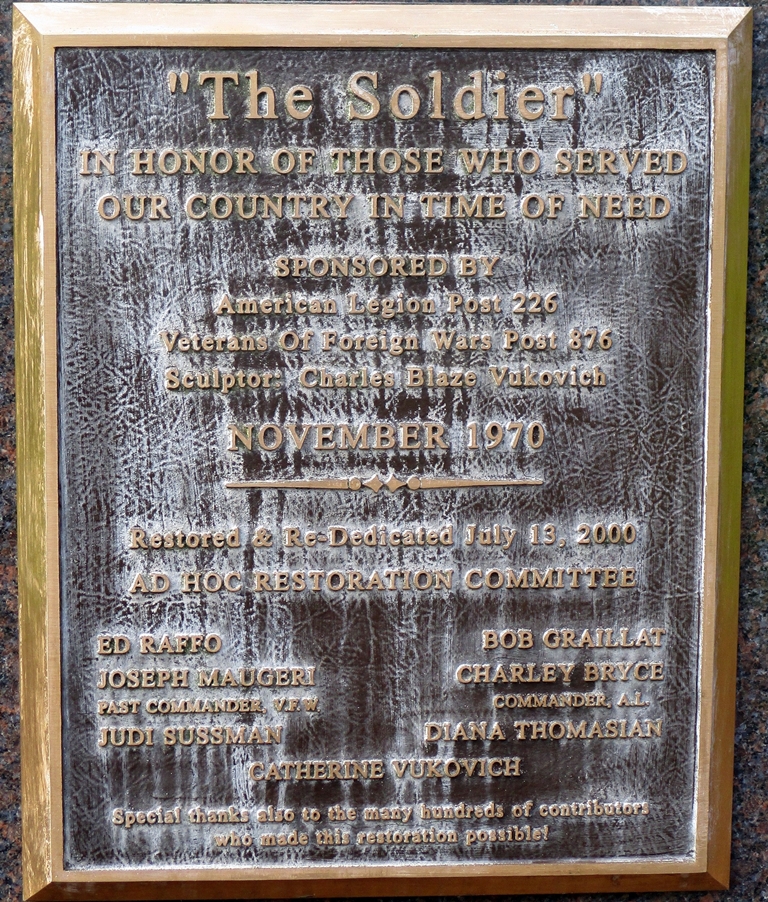 "The Soldier"
IN HONOR OF THOSE WHO SERVED
OUR COUNTRY IN TIME OF NEED
SPONSORED BY
American Legion Post 226
Veterans Of Foreign Wars Post 876
Sculptor: Charles Blaze Vukovich
NOVEMBER 1970
Restored & Re-Dedicated July 13, 2000
AD HOC RESTORATION COMMITTEE
ED RAFFO
JOSEPH MAUGERI
PAST COMMANDER, V.F.W.
JUDI SUSSMAN
BOB GRAILLAT
CHARLEY BRYCE
COMMANDER, A.L.
DIANA THOMASIAN
CATHERINE VUKOVICH
Special thanks also to the many hundreds of contributors
who made this restoration possible!